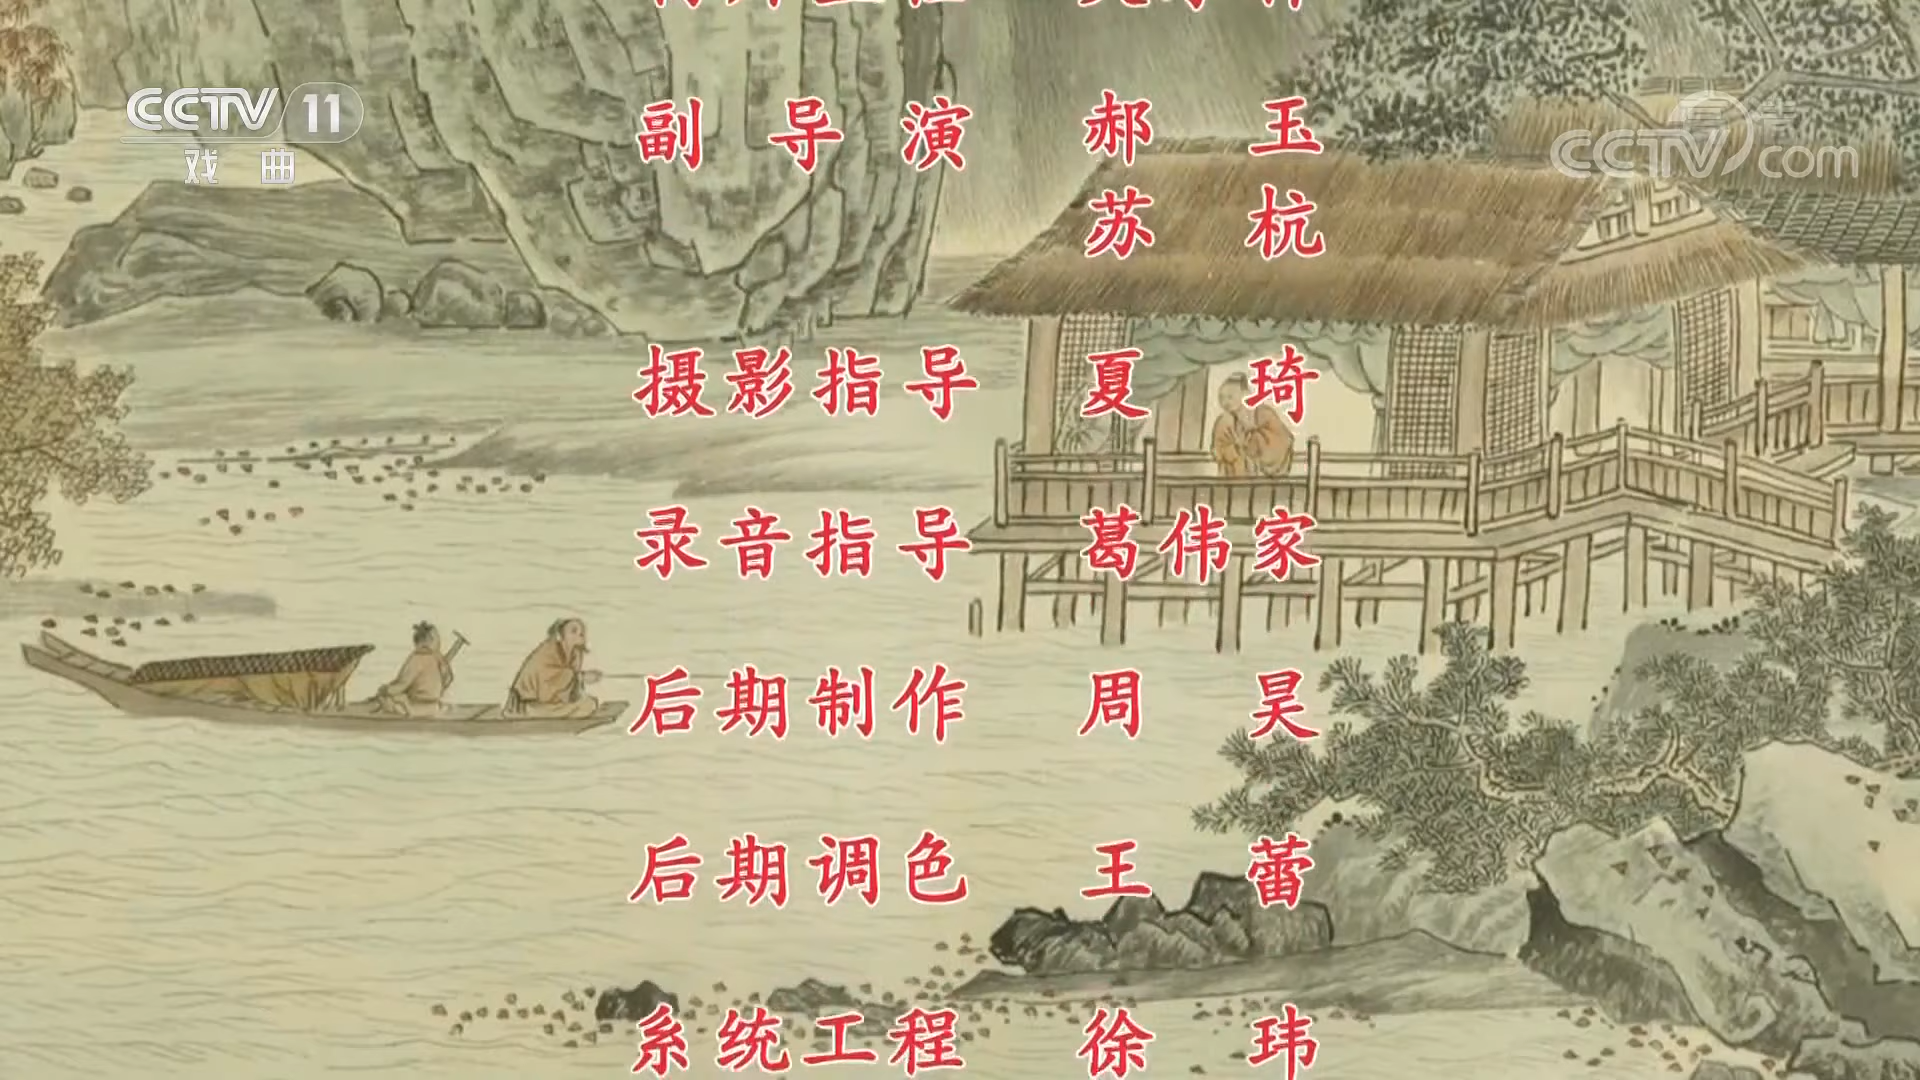 CCTV 11
戏曲
CCTV com
副导演 郝玉
苏杭
摄影指导 夏琦
录音指导 葛伟家
后期制作 周昊
后期调色 王蕾
系统工程 徐玮